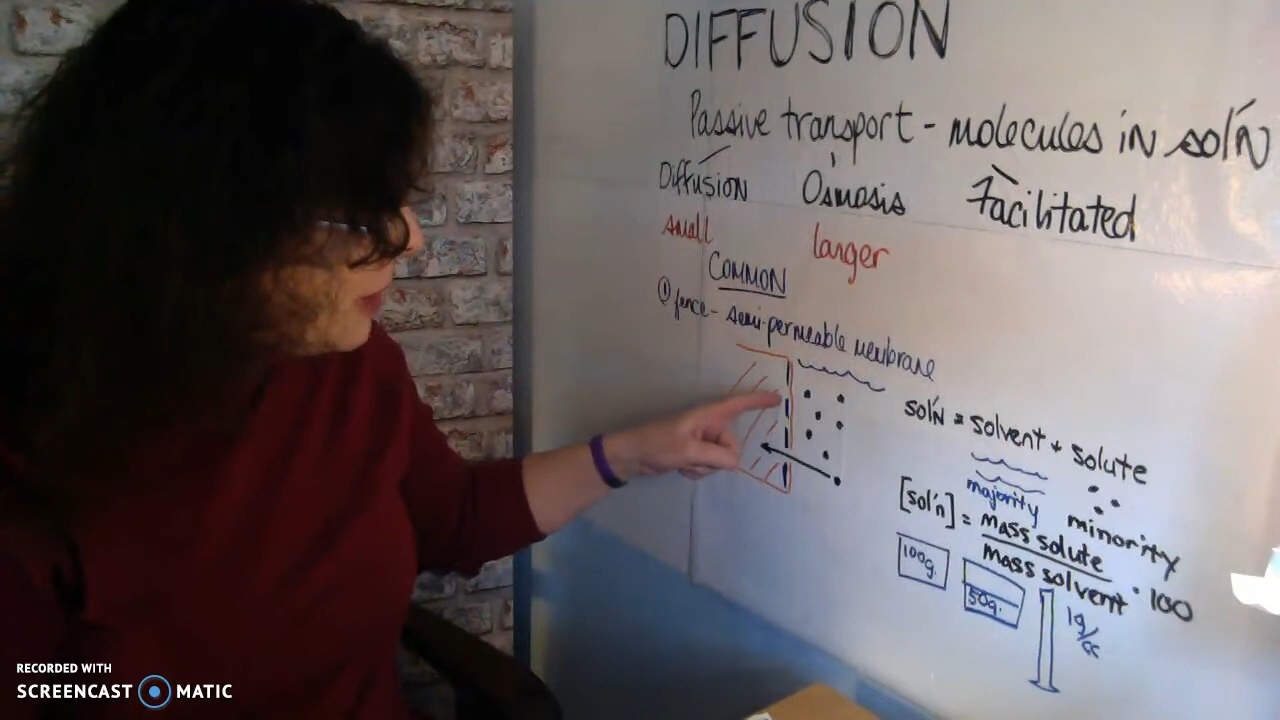 DIFFUSION
Passive transport - molecules in sol'n
Diffusion Osmosis Facilitated
small larger
COMMON
① fence - semi-permeable membrane
sol'n = solvent + solute
majority minority
[sol'n] = mass solute
mass solvent · 100
100g.
50g.
1g/cc
RECORDED WITH
SCREENCAST MATIC